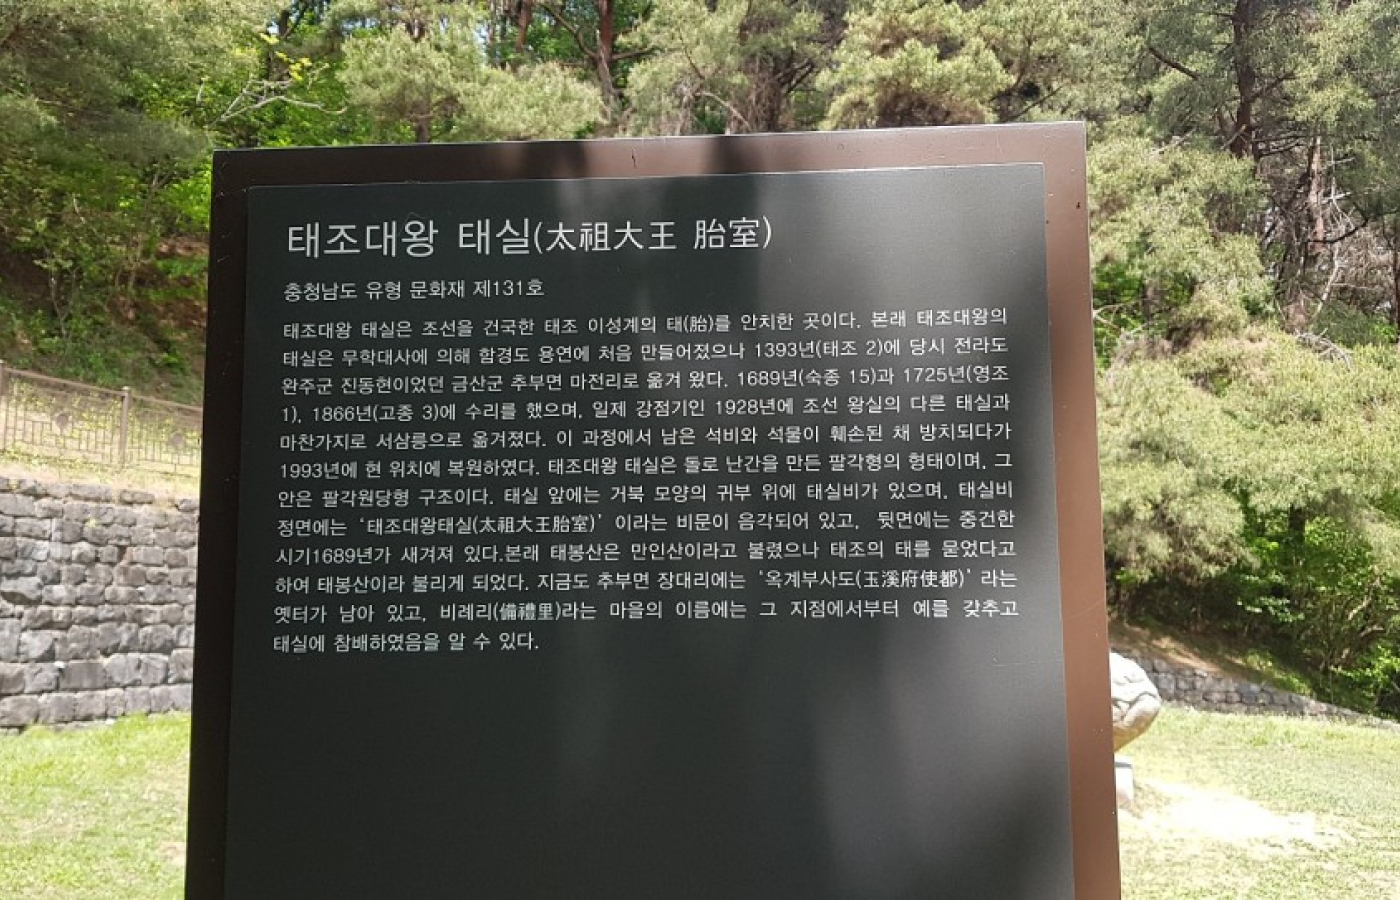 태조대왕 태실(太祖大王 胎室)
충청남도 유형 문화재 제131호
태조대왕 태실은 조선을 건국한 태조 이성계의 태(胎)를 안치한 곳이다. 본래 태조대왕의
태실은 무학대사에 의해 함경도 용연에 처음 만들어졌으나 1393년(태조 2)에 당시 전라도
완주군 진동현이었던 금산군 추부면 마전리로 옮겨 왔다. 1689년(숙종 15)과 1725년(영조
1), 1866년(고종 3)에 수리를 했으며, 일제 강점기인 1928년에 조선 왕실의 다른 태실과
마찬가지로 서삼릉으로 옮겨졌다. 이 과정에서 남은 석비와 석물이 훼손된 채 방치되다가
1993년에 현 위치에 복원하였다. 태조대왕 태실은 돌로 난간을 만든 팔각형의 형태이며, 그
안은 팔각원당형 구조이다. 태실 앞에는 거북 모양의 귀부 위에 태실비가 있으며, 태실비
정면에는 ‘태조대왕태실(太祖大王胎室)’ 이라는 비문이 음각되어 있고, 뒷면에는 중건한
시기1689년가 새겨져 있다.본래 태봉산은 만인산이라고 불렸으나 태조의 태를 묻었다고
하여 태봉산이라 불리게 되었다. 지금도 추부면 장대리에는 ‘옥계부사도(玉溪府使都)’ 라는
옛터가 남아 있고, 비례리(備禮里)라는 마을의 이름에는 그 지점에서부터 예를 갖추고
태실에 참배하였음을 알 수 있다.